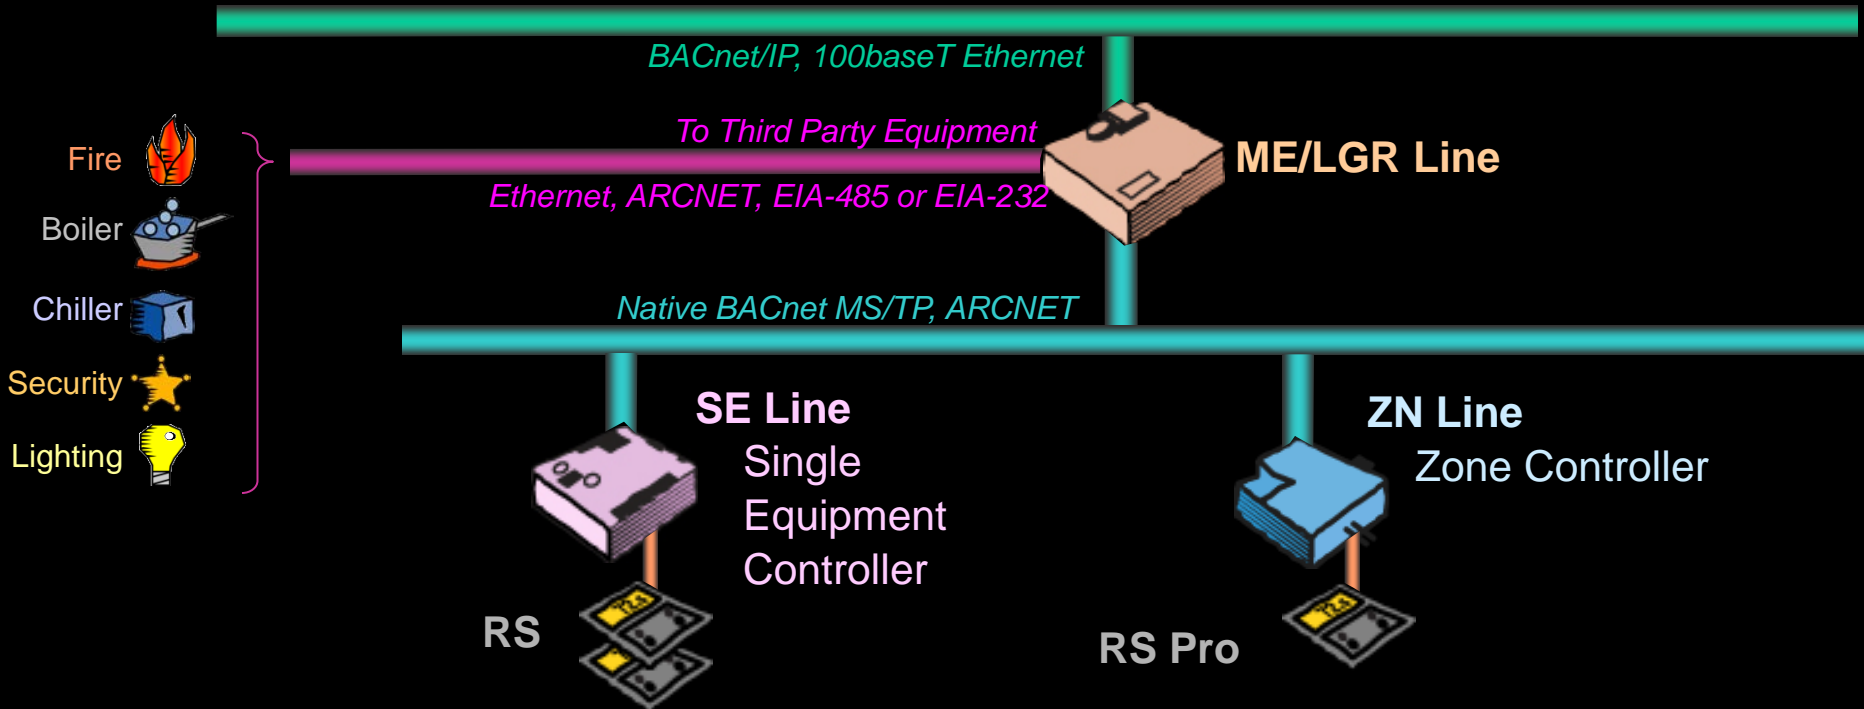 BACnet/IP, 100baseT Ethernet
To Third Party Equipment
Ethernet, ARCNET, EIA-485 or EIA-232
ME/LGR Line
Fire
Boiler
Chiller
Security
Lighting
Native BACnet MS/TP, ARCNET
SE Line
Single
Equipment
Controller
ZN Line
Zone Controller
RS
RS Pro